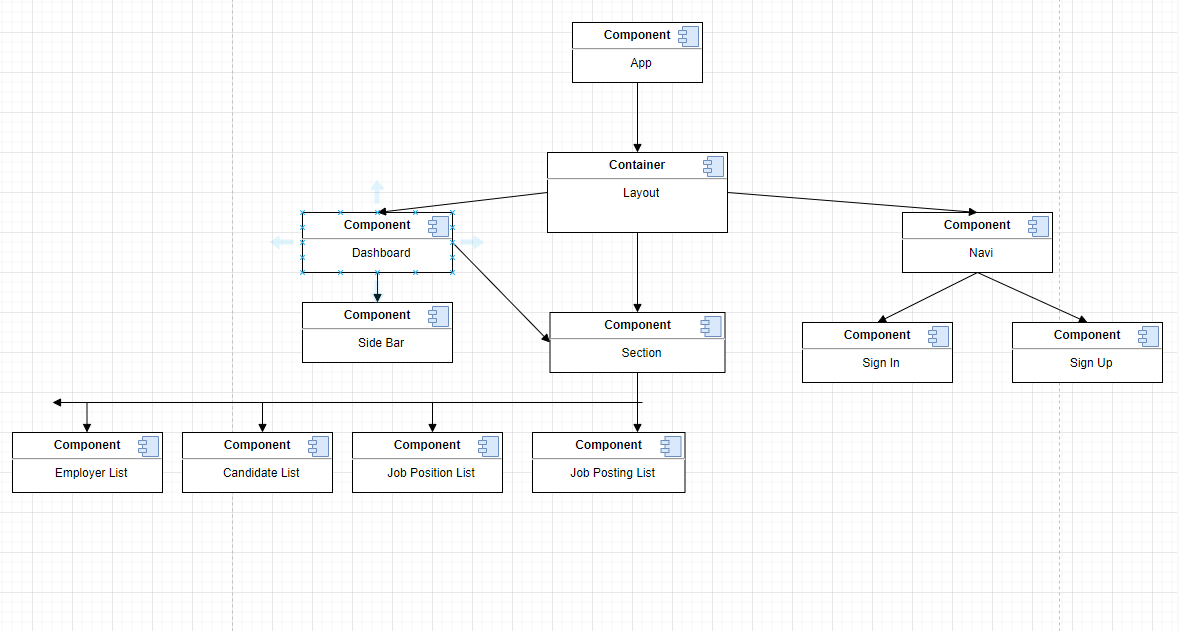 Component
App
Container
Layout
Component
Dashboard
Component
Navi
Component
Side Bar
Component
Section
Component
Sign In
Component
Sign Up
Component
Employer List
Component
Candidate List
Component
Job Position List
Component
Job Posting List